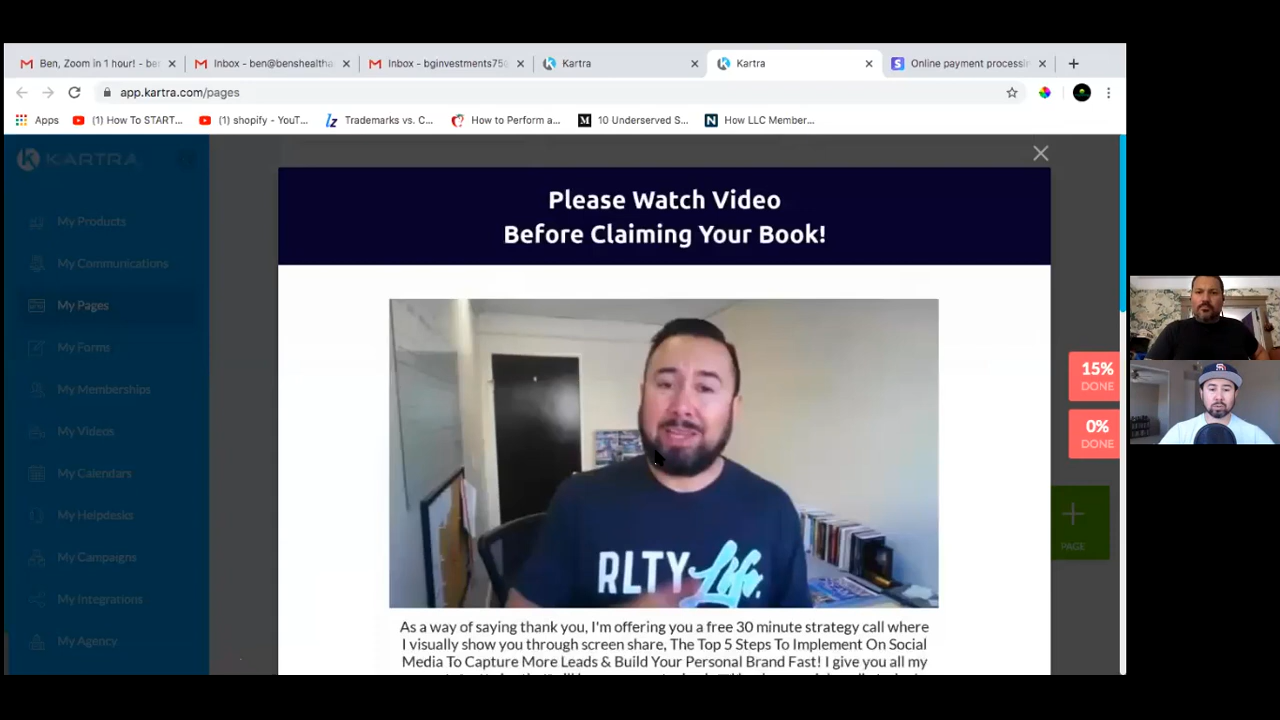 Ben, Zoom in 1 hour! - be
Inbox - ben@benshealtha
Inbox - bginvestments75
Kartra
Kartra
Online payment processin
app.kartra.com/pages
Apps
(1) How To START...
(1) shopify - YouT...
Trademarks vs. C...
How to Perform a...
10 Underserved S...
How LLC Member...
KARTRA
My Products
My Communications
My Pages
My Forms
My Memberships
My Videos
My Calendars
My Helpdesks
My Campaigns
My Integrations
My Agency
Please Watch Video
Before Claiming Your Book!
RLTY Life.
As a way of saying thank you, I'm offering you a free 30 minute strategy call where
I visually show you through screen share, The Top 5 Steps To Implement On Social
Media To Capture More Leads & Build Your Personal Brand Fast! I give you all my
15%
DONE
0%
DONE
PAGE